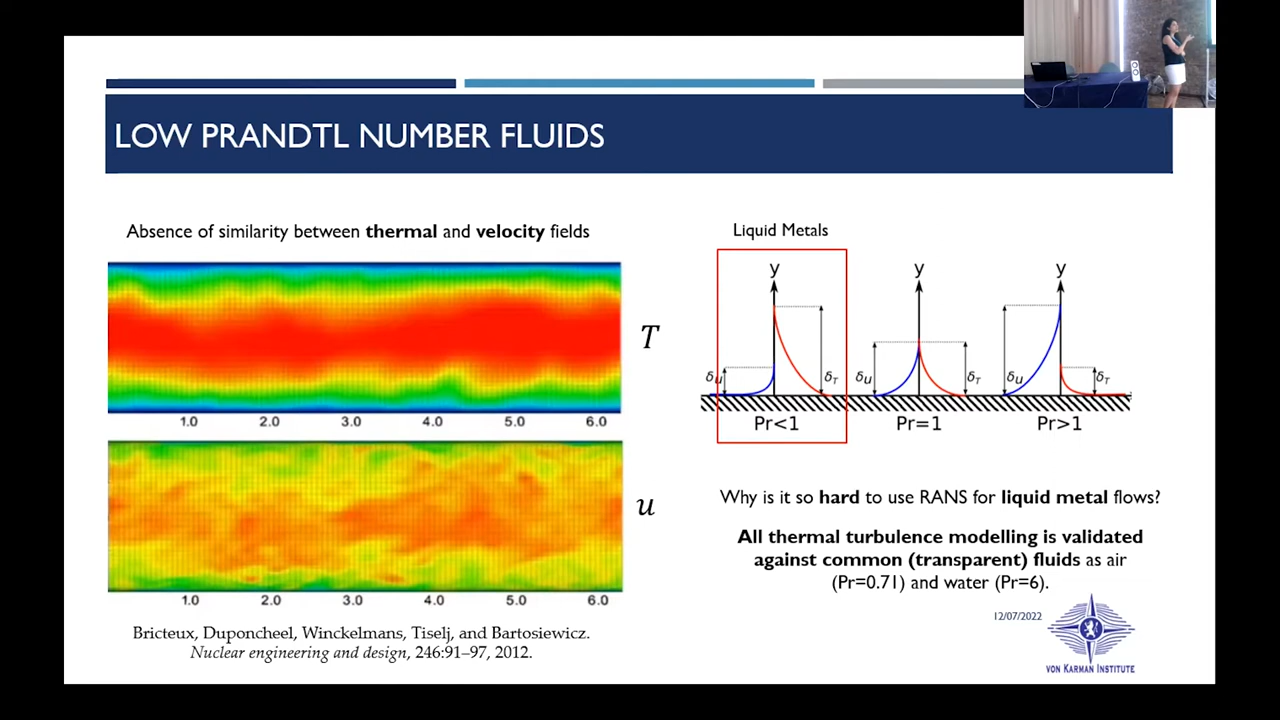 LOW PRANDTL NUMBER FLUIDS
Absence of similarity between thermal and velocity fields
T
1.0 2.0 3.0 4.0 5.0 6.0
u
1.0 2.0 3.0 4.0 5.0 6.0
Bricteux, Duponcheel, Winckelmans, Tiselj, and Bartosiewicz.
Nuclear engineering and design, 246:91–97, 2012.
Liquid Metals
y y y
δu δT δu δT δu δT
Pr<1 Pr=1 Pr>1
Why is it so hard to use RANS for liquid metal flows?
All thermal turbulence modelling is validated
against common (transparent) fluids as air
(Pr=0.71) and water (Pr=6).
12/07/2022
VON KARMAN INSTITUTE